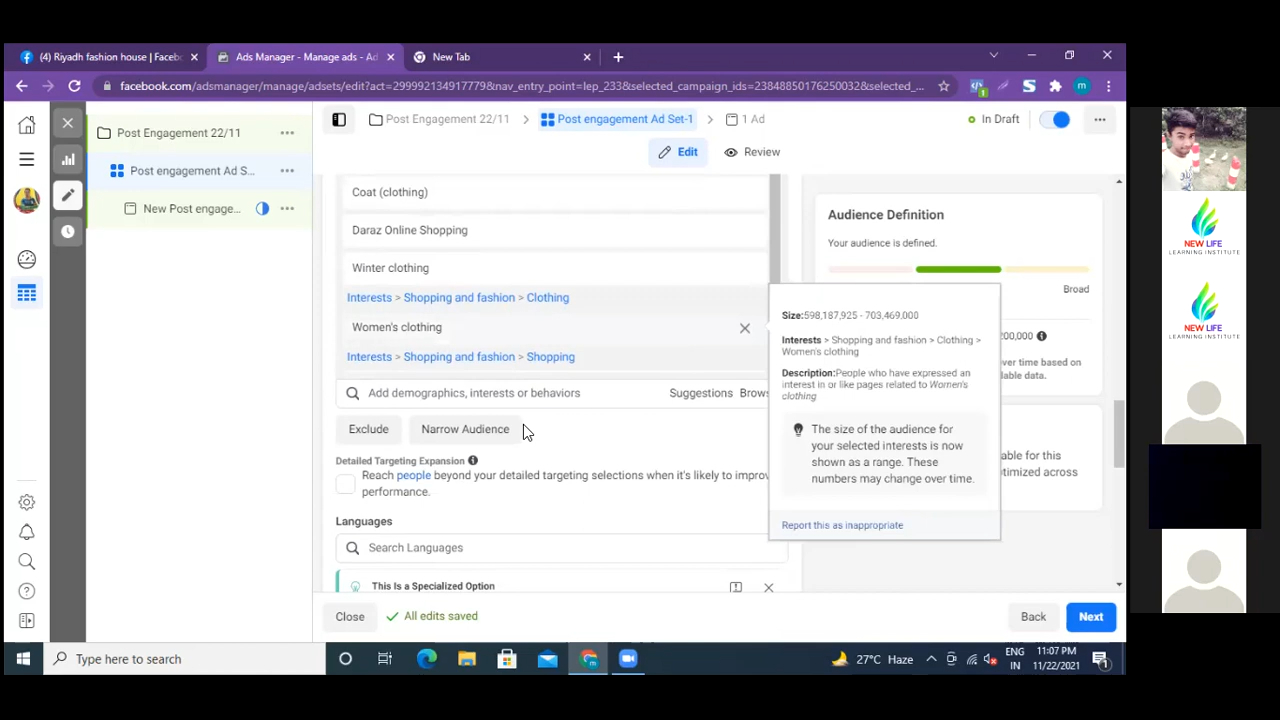 (4) Riyadh fashion house | Faceb
Ads Manager - Manage ads - Ad
New Tab
facebook.com/adsmanager/manage/adsets/edit?act=299992134917779&nav_entry_point=lep_233&selected_campaign_ids=23848850176250032&selected_...
Post Engagement 22/11
Post engagement Ad S...
New Post engage...
Post Engagement 22/11
Post engagement Ad Set-1
1 Ad
In Draft
Edit
Review
Coat (clothing)
Daraz Online Shopping
Winter clothing
Interests > Shopping and fashion > Clothing
Women's clothing
Interests > Shopping and fashion > Shopping
Add demographics, interests or behaviors
Suggestions
Brows
Exclude
Narrow Audience
Detailed Targeting Expansion
Reach people beyond your detailed targeting selections when it's likely to improv
performance.
Languages
Search Languages
This Is a Specialized Option
Close
All edits saved
Back
Next
Audience Definition
Your audience is defined.
Broad
200,000
over time based on
lable data.
able for this
otimized across
Size:598,187,925 - 703,469,000
Interests > Shopping and fashion > Clothing >
Women's clothing
Description:People who have expressed an
interest in or like pages related to Women's
clothing
The size of the audience for
your selected interests is now
shown as a range. These
numbers may change over time.
Report this as inappropriate
Type here to search
27°C Haze
ENG
IN
11:07 PM
11/22/2021
1
NEW LIFE
LEARNING INSTITUTE
NEW LIFE
LEARNING INSTITUTE